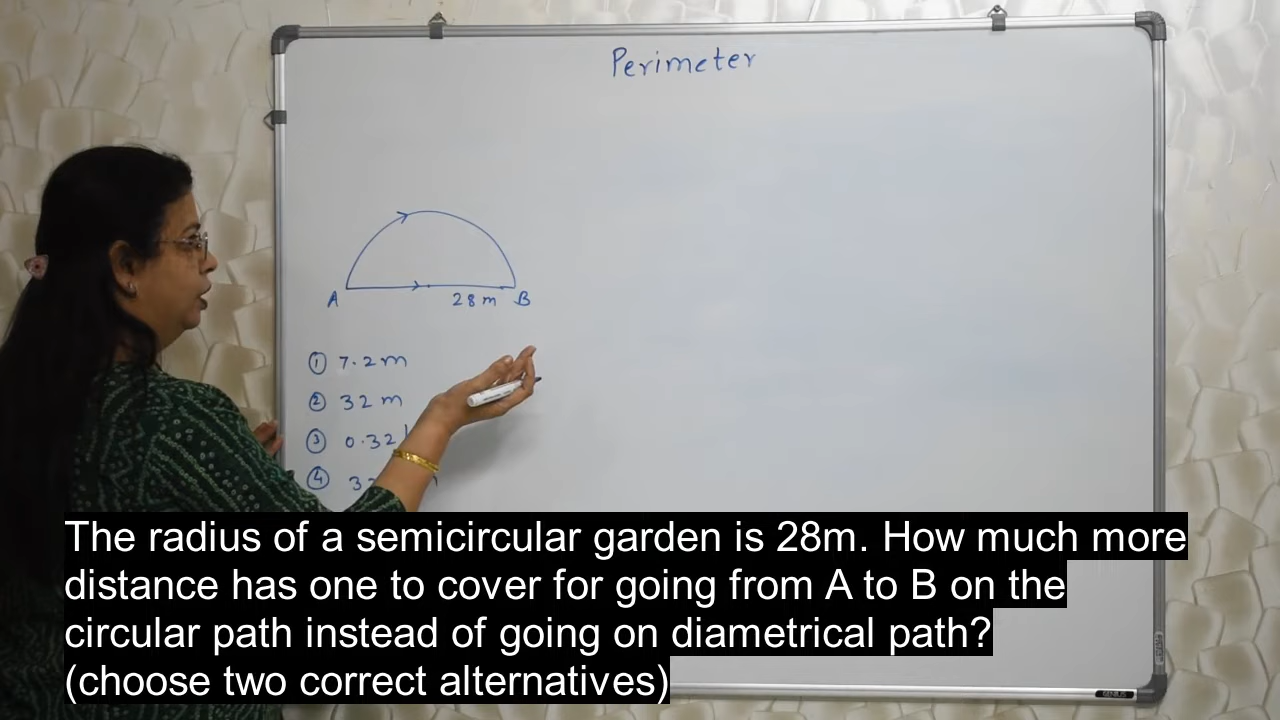 Perimeter
A 28 m B
① 7.2 m
② 32 m
③ 0.32
④
The radius of a semicircular garden is 28m. How much more
distance has one to cover for going from A to B on the
circular path instead of going on diametrical path?
(choose two correct alternatives)